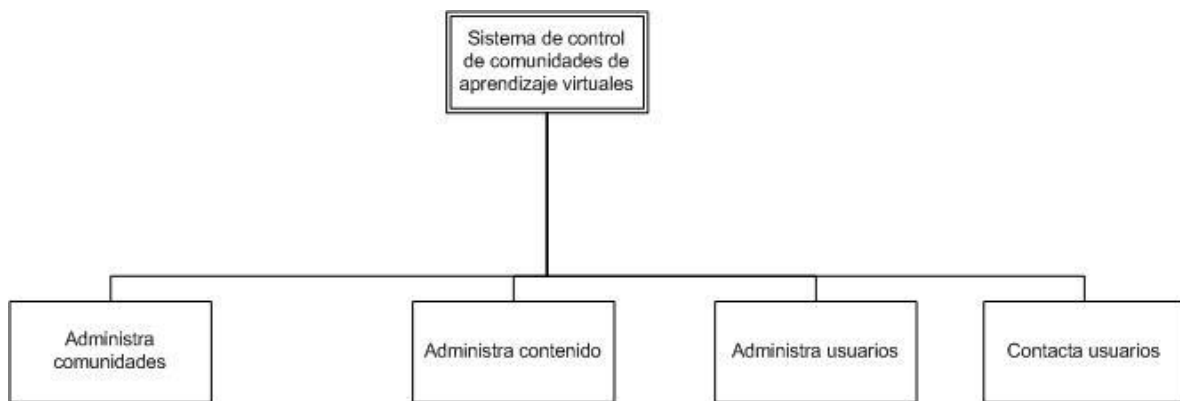 Sistema de control
de comunidades de
aprendizaje virtuales
Administra
comunidades
Administra contenido
Administra usuarios
Contacta usuarios